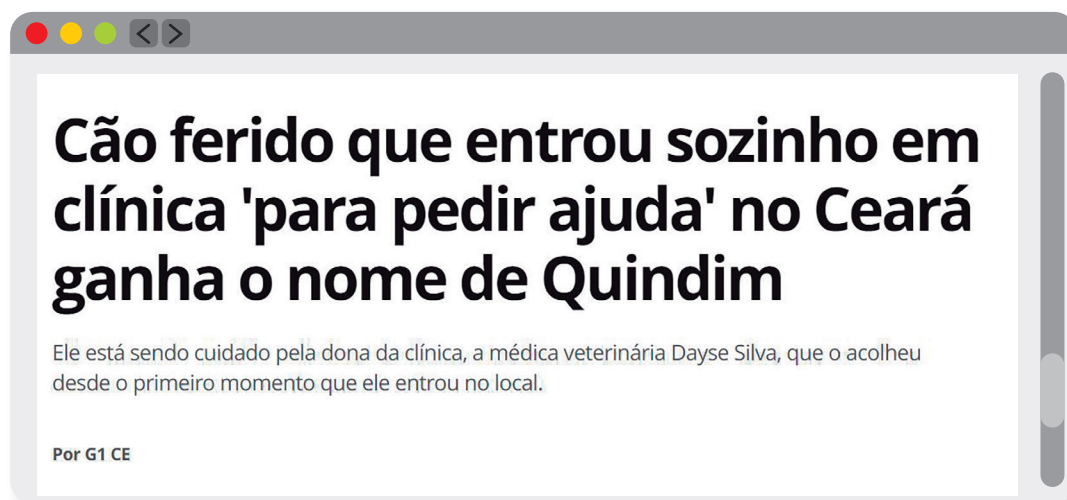 Cão ferido que entrou sozinho em
clínica 'para pedir ajuda' no Ceará
ganha o nome de Quindim
Ele está sendo cuidado pela dona da clínica, a médica veterinária Dayse Silva, que o acolheu
desde o primeiro momento que ele entrou no local.
Por G1 CE